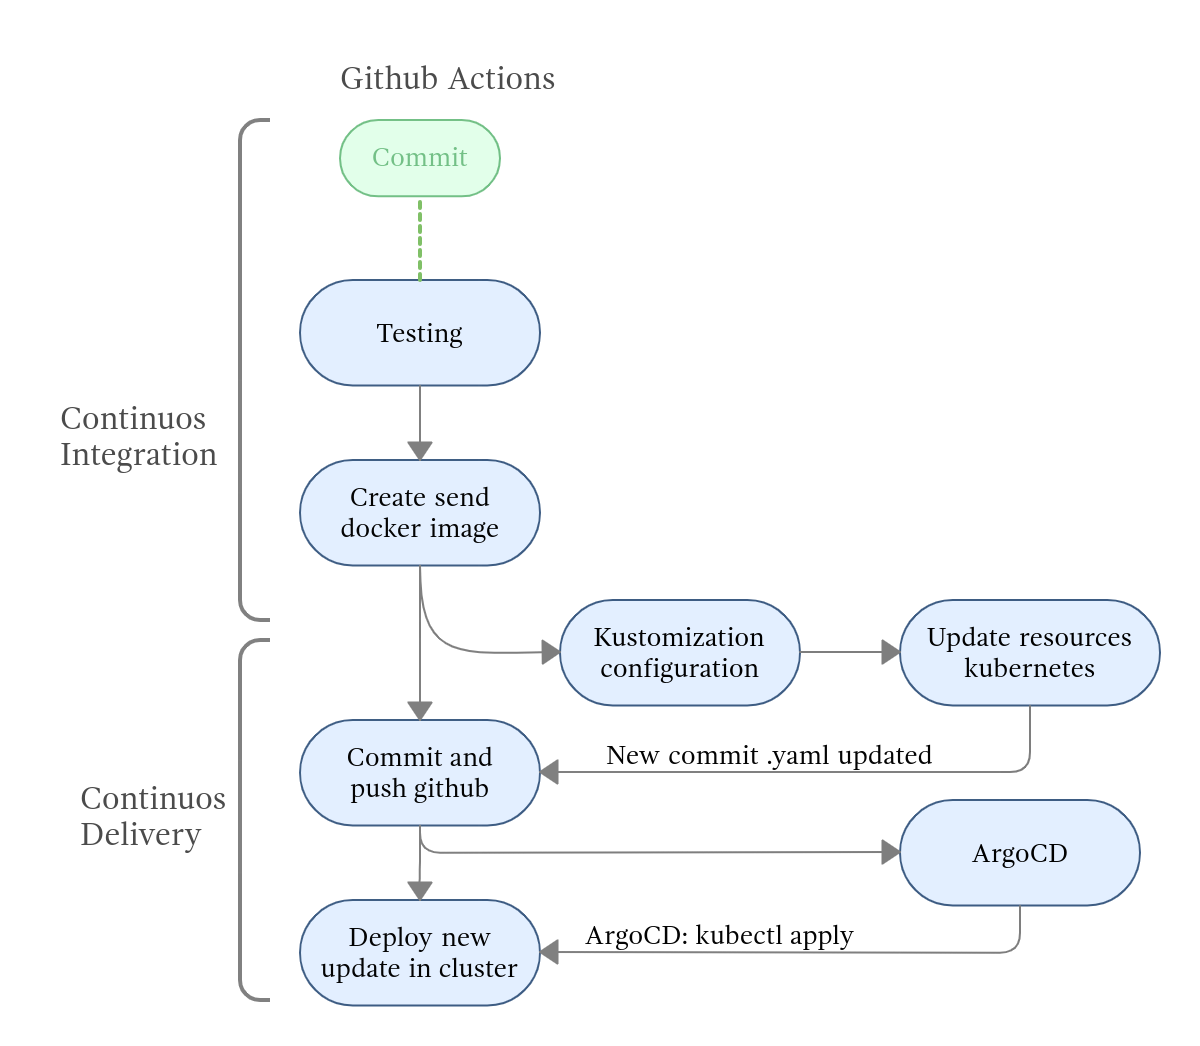 Github Actions
Commit
Testing
Continuos
Integration
Create send
docker image
Kustomization
configuration
Update resources
kubernetes
New commit .yaml updated
Commit and
push github
Continuos
Delivery
ArgoCD
ArgoCD: kubectl apply
Deploy new
update in cluster